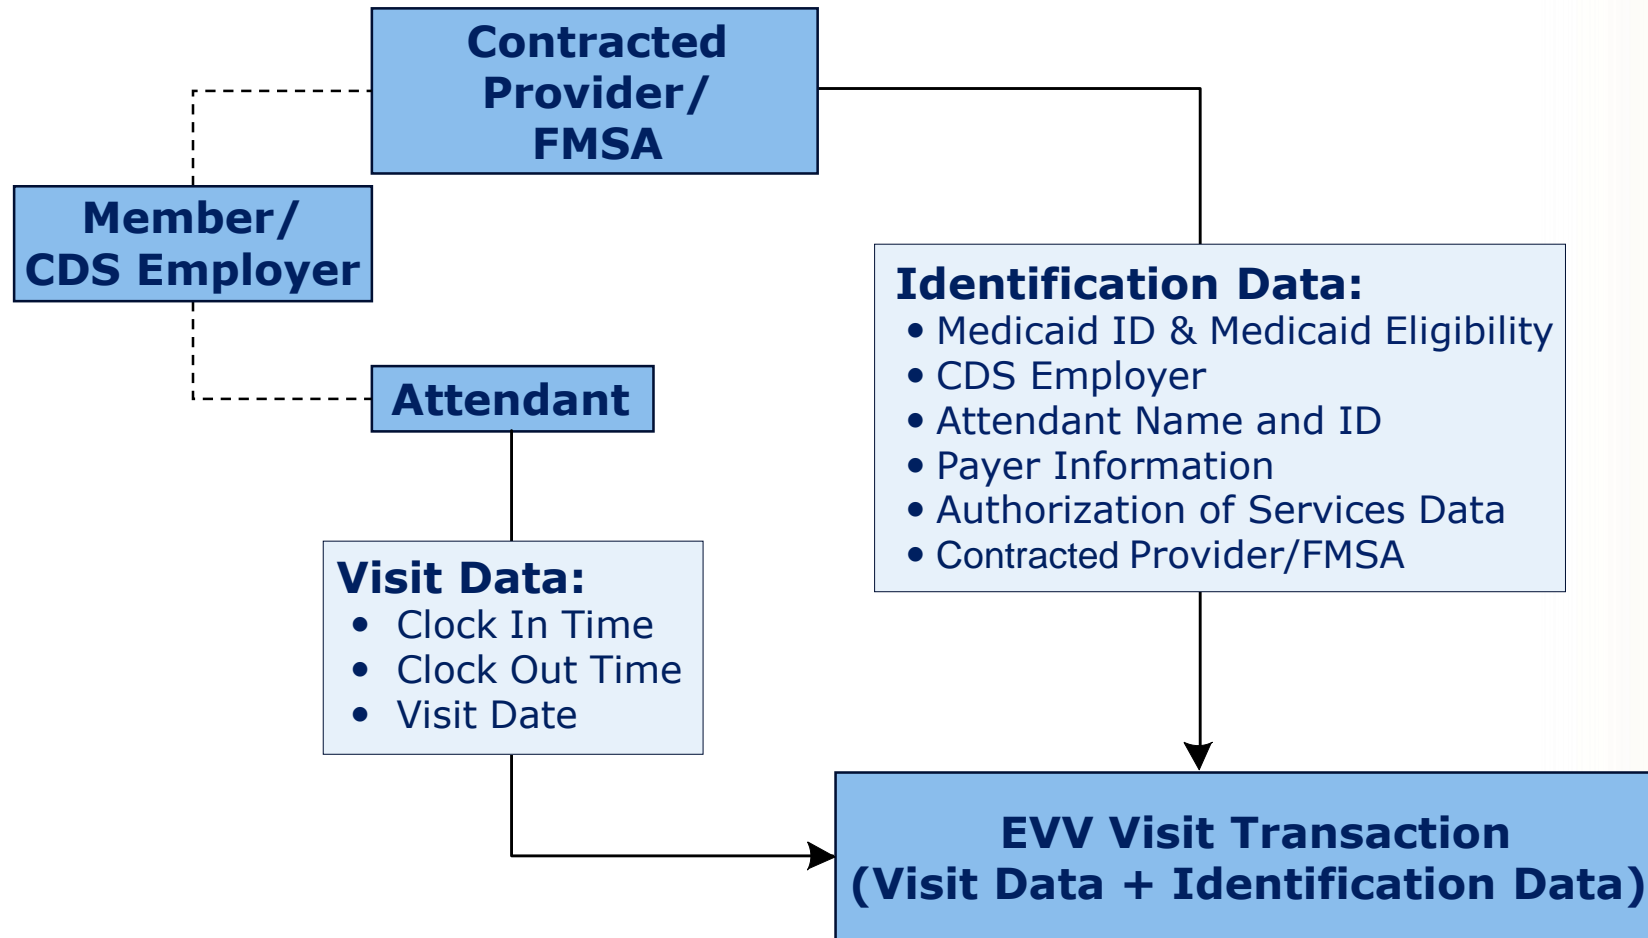 Contracted
Provider/
FMSA
Member/
CDS Employer
Attendant
Identification Data:
• Medicaid ID & Medicaid Eligibility
• CDS Employer
• Attendant Name and ID
• Payer Information
• Authorization of Services Data
• Contracted Provider/FMSA
Visit Data:
• Clock In Time
• Clock Out Time
• Visit Date
EVV Visit Transaction
(Visit Data + Identification Data)